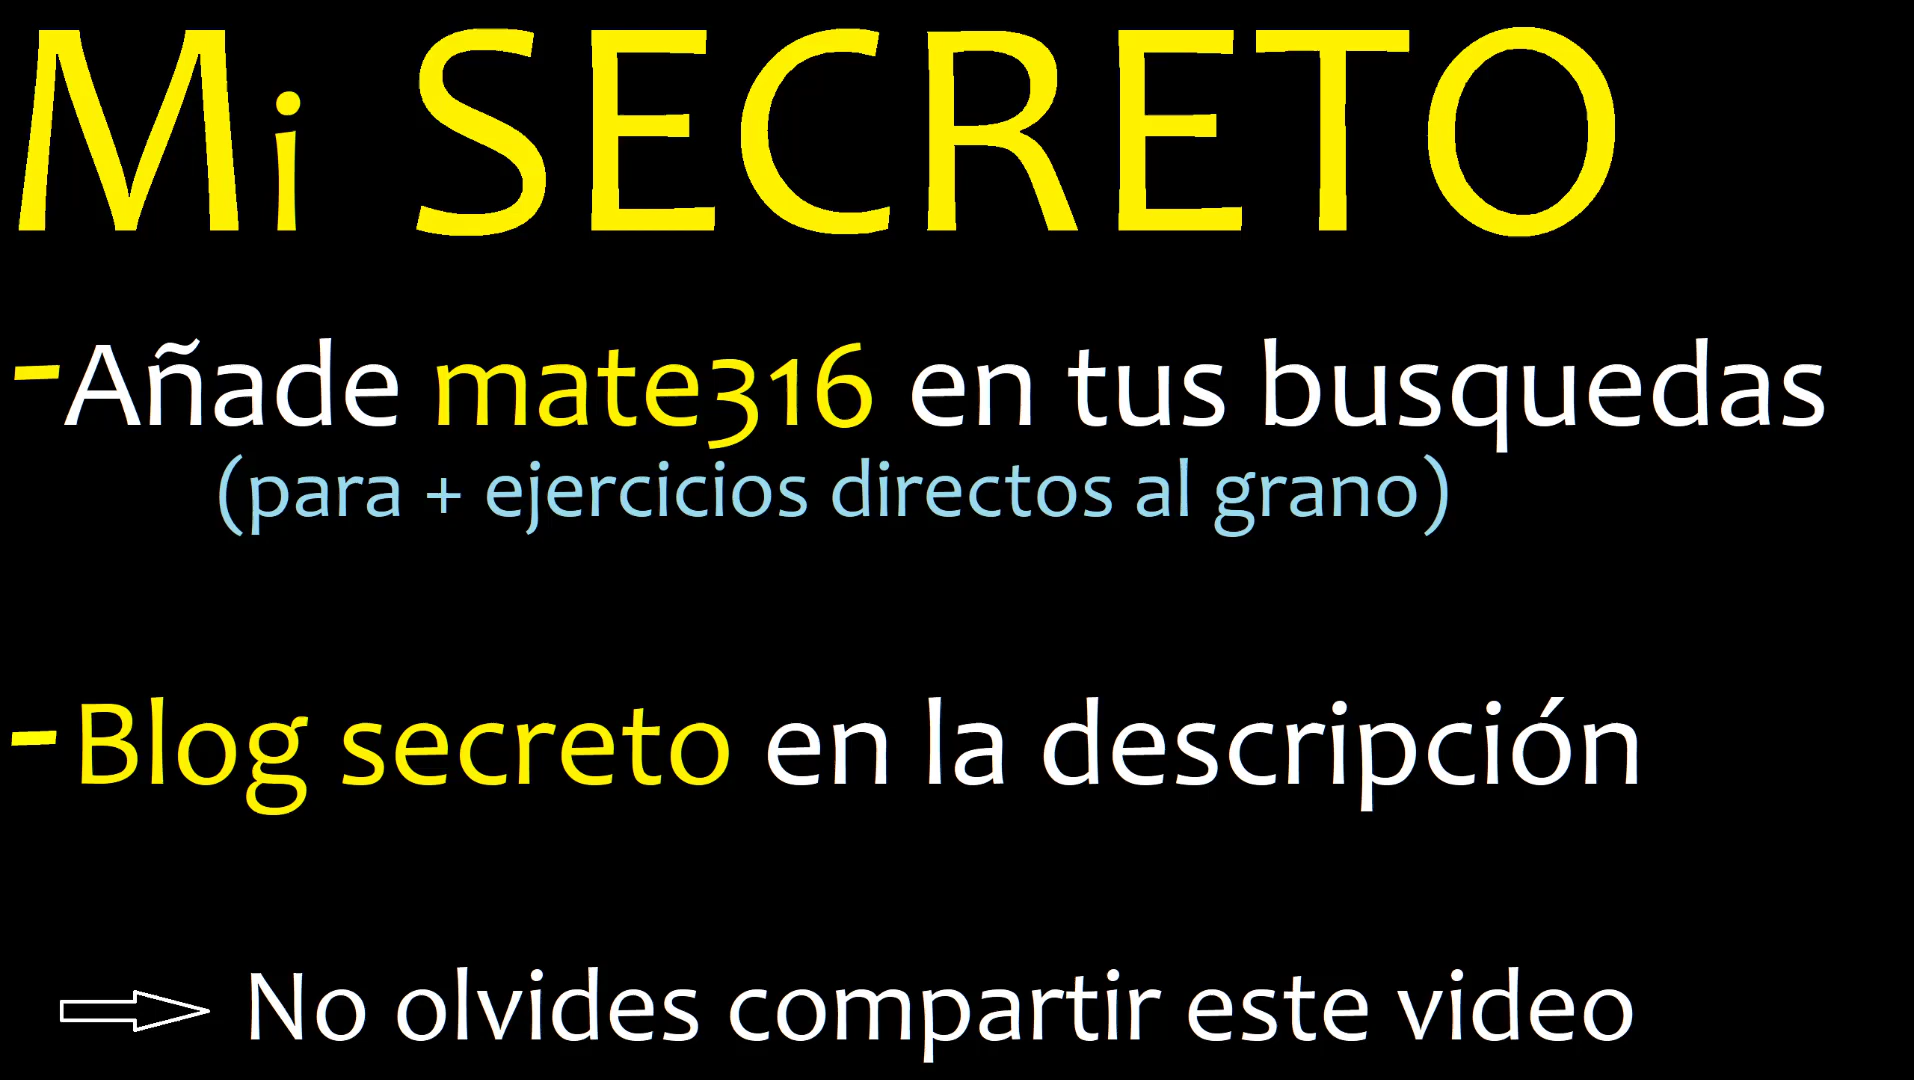 Mi SECRETO
-Añade mate316 en tus busquedas
(para + ejercicios directos al grano)
-Blog secreto en la descripción
No olvides compartir este video